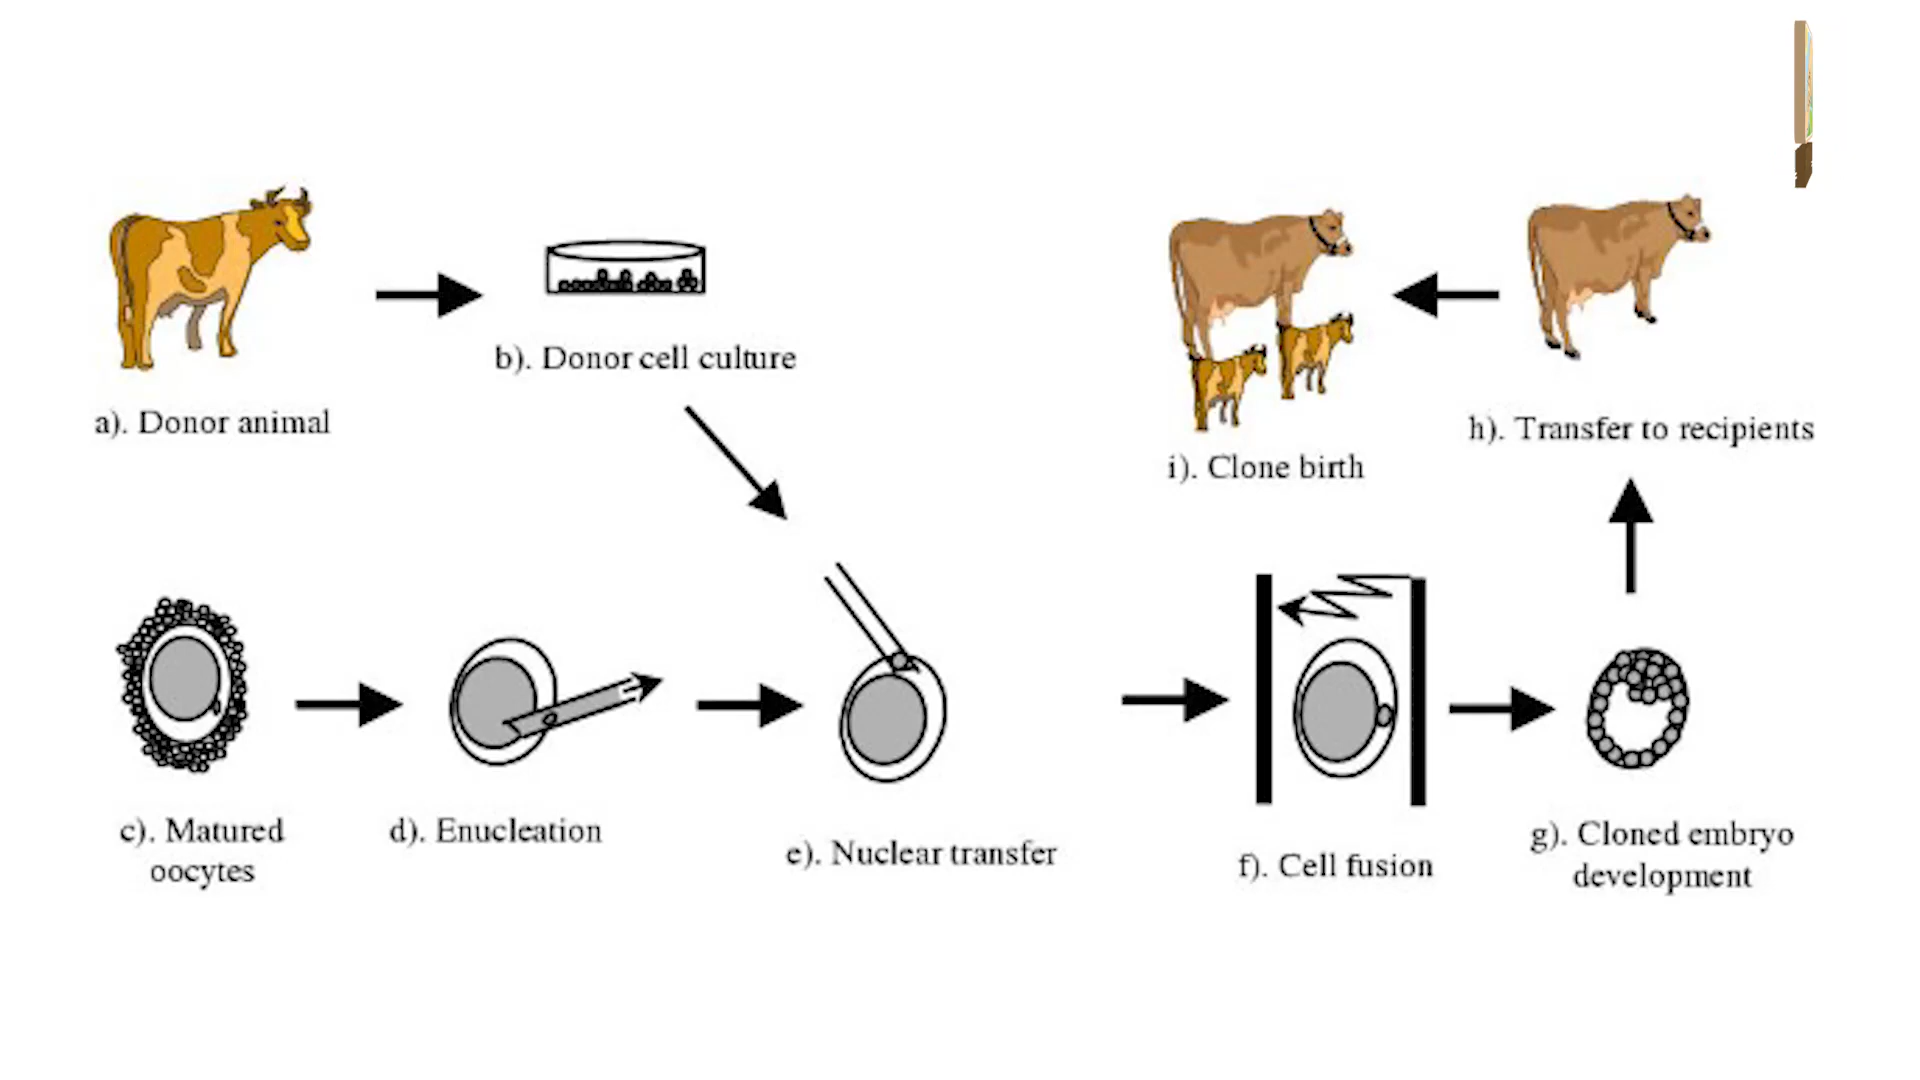 a). Donor animal
b). Donor cell culture
c). Matured
oocytes
d). Enucleation
e). Nuclear transfer
f). Cell fusion
g). Cloned embryo
development
h). Transfer to recipients
i). Clone birth